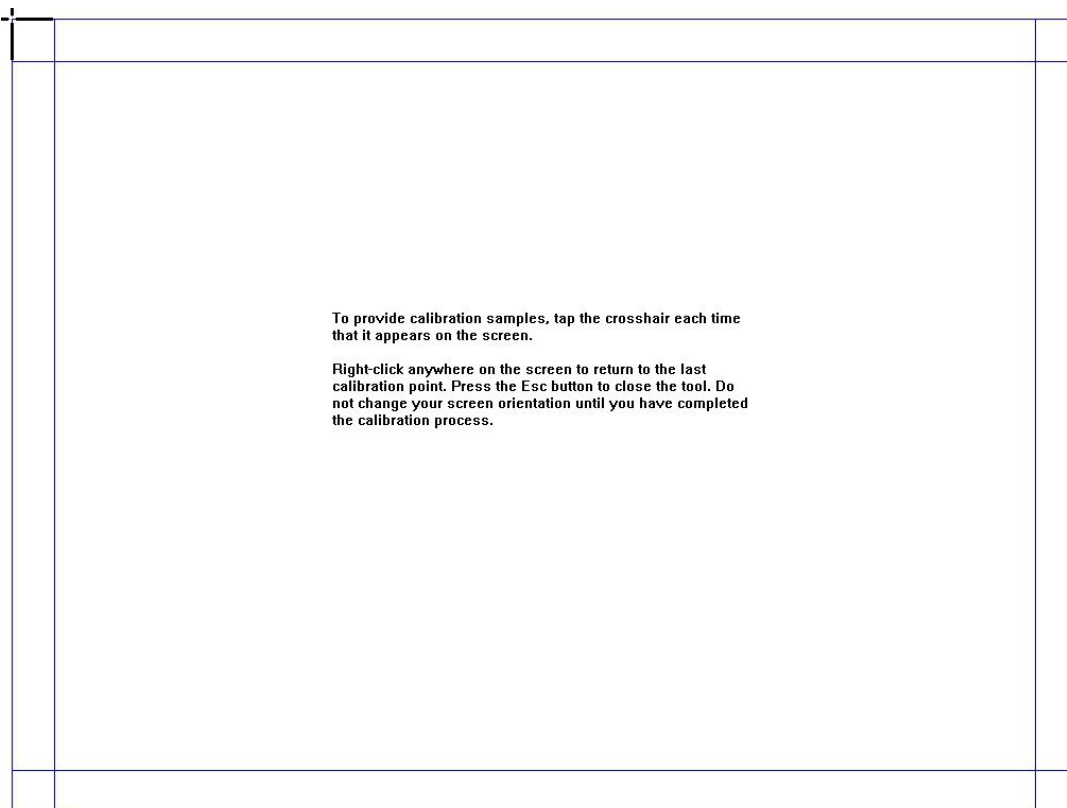 To provide calibration samples, tap the crosshair each time
that it appears on the screen.
Right-click anywhere on the screen to return to the last
calibration point. Press the Esc button to close the tool. Do
not change your screen orientation until you have completed
the calibration process.